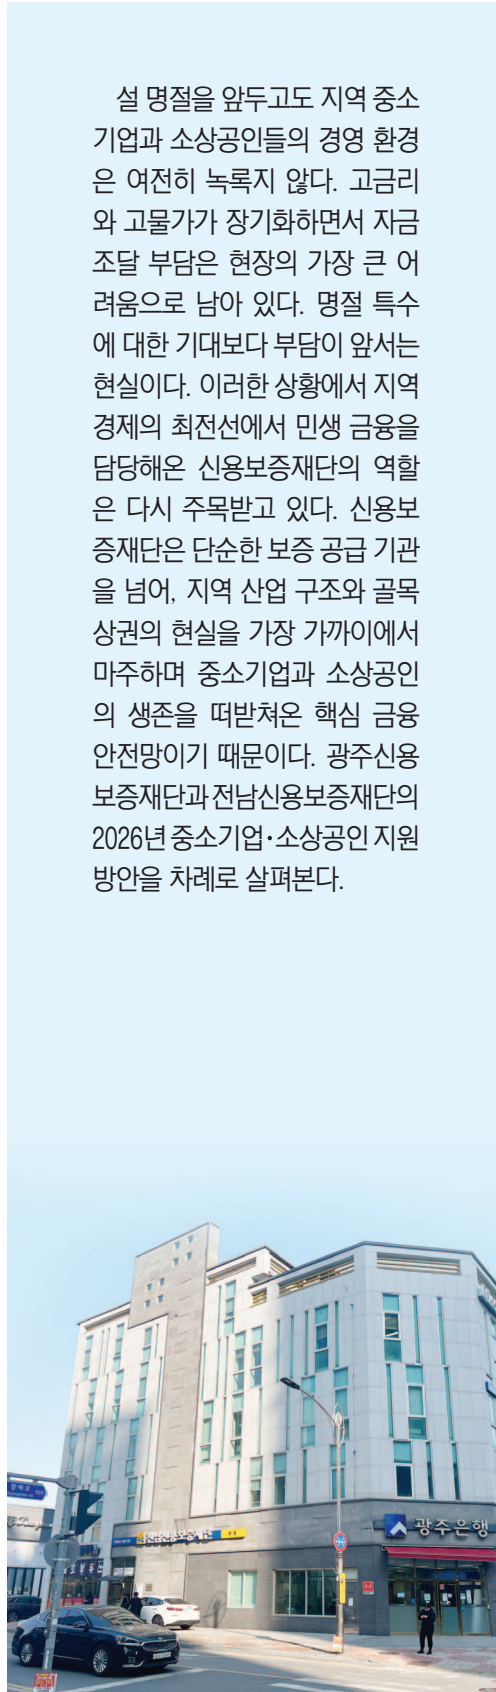 설 명절을 앞두고도 지역 중소
기업과 소상공인들의 경영 환경
은 여전히 녹록지 않다. 고금리
와 고물가가 장기화하면서 자금
조달 부담은 현장의 가장 큰 어
려움으로 남아 있다. 명절 특수
에 대한 기대보다 부담이 앞서는
현실이다. 이러한 상황에서 지역
경제의 최전선에서 민생 금융을
담당해온 신용보증재단의 역할
은 다시 주목받고 있다. 신용보
증재단은 단순한 보증 공급 기관
을 넘어, 지역 산업 구조와 골목
상권의 현실을 가장 가까이에서
마주하며 중소기업과 소상공인
의 생존을 떠받쳐온 핵심 금융
안전망이기 때문이다. 광주신용
보증재단과 전남신용보증재단의
2026년 중소기업·소상공인 지원
방안을 차례로 살펴본다.
전남신용보증재단
광주은행